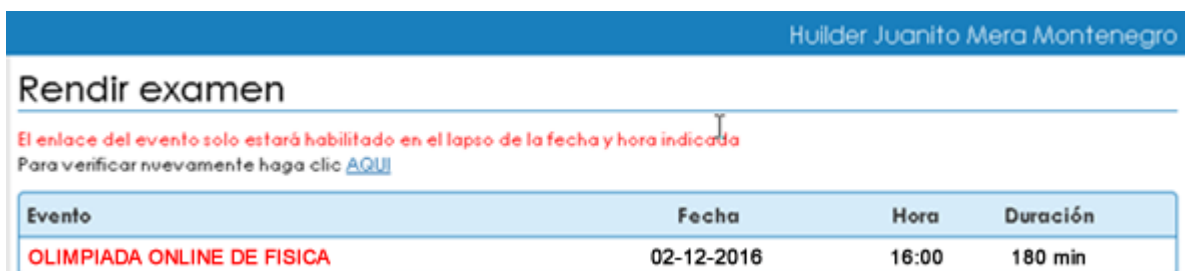 Huilder Juanito Mera Montenegro
Rendir examen
El enlace del evento solo estará habilitado en el lapso de la fecha y hora indicada
Para verificar nuevamente haga clic AQUI
Evento Fecha Hora Duración
OLIMPIADA ONLINE DE FISICA 02-12-2016 16:00 180 min